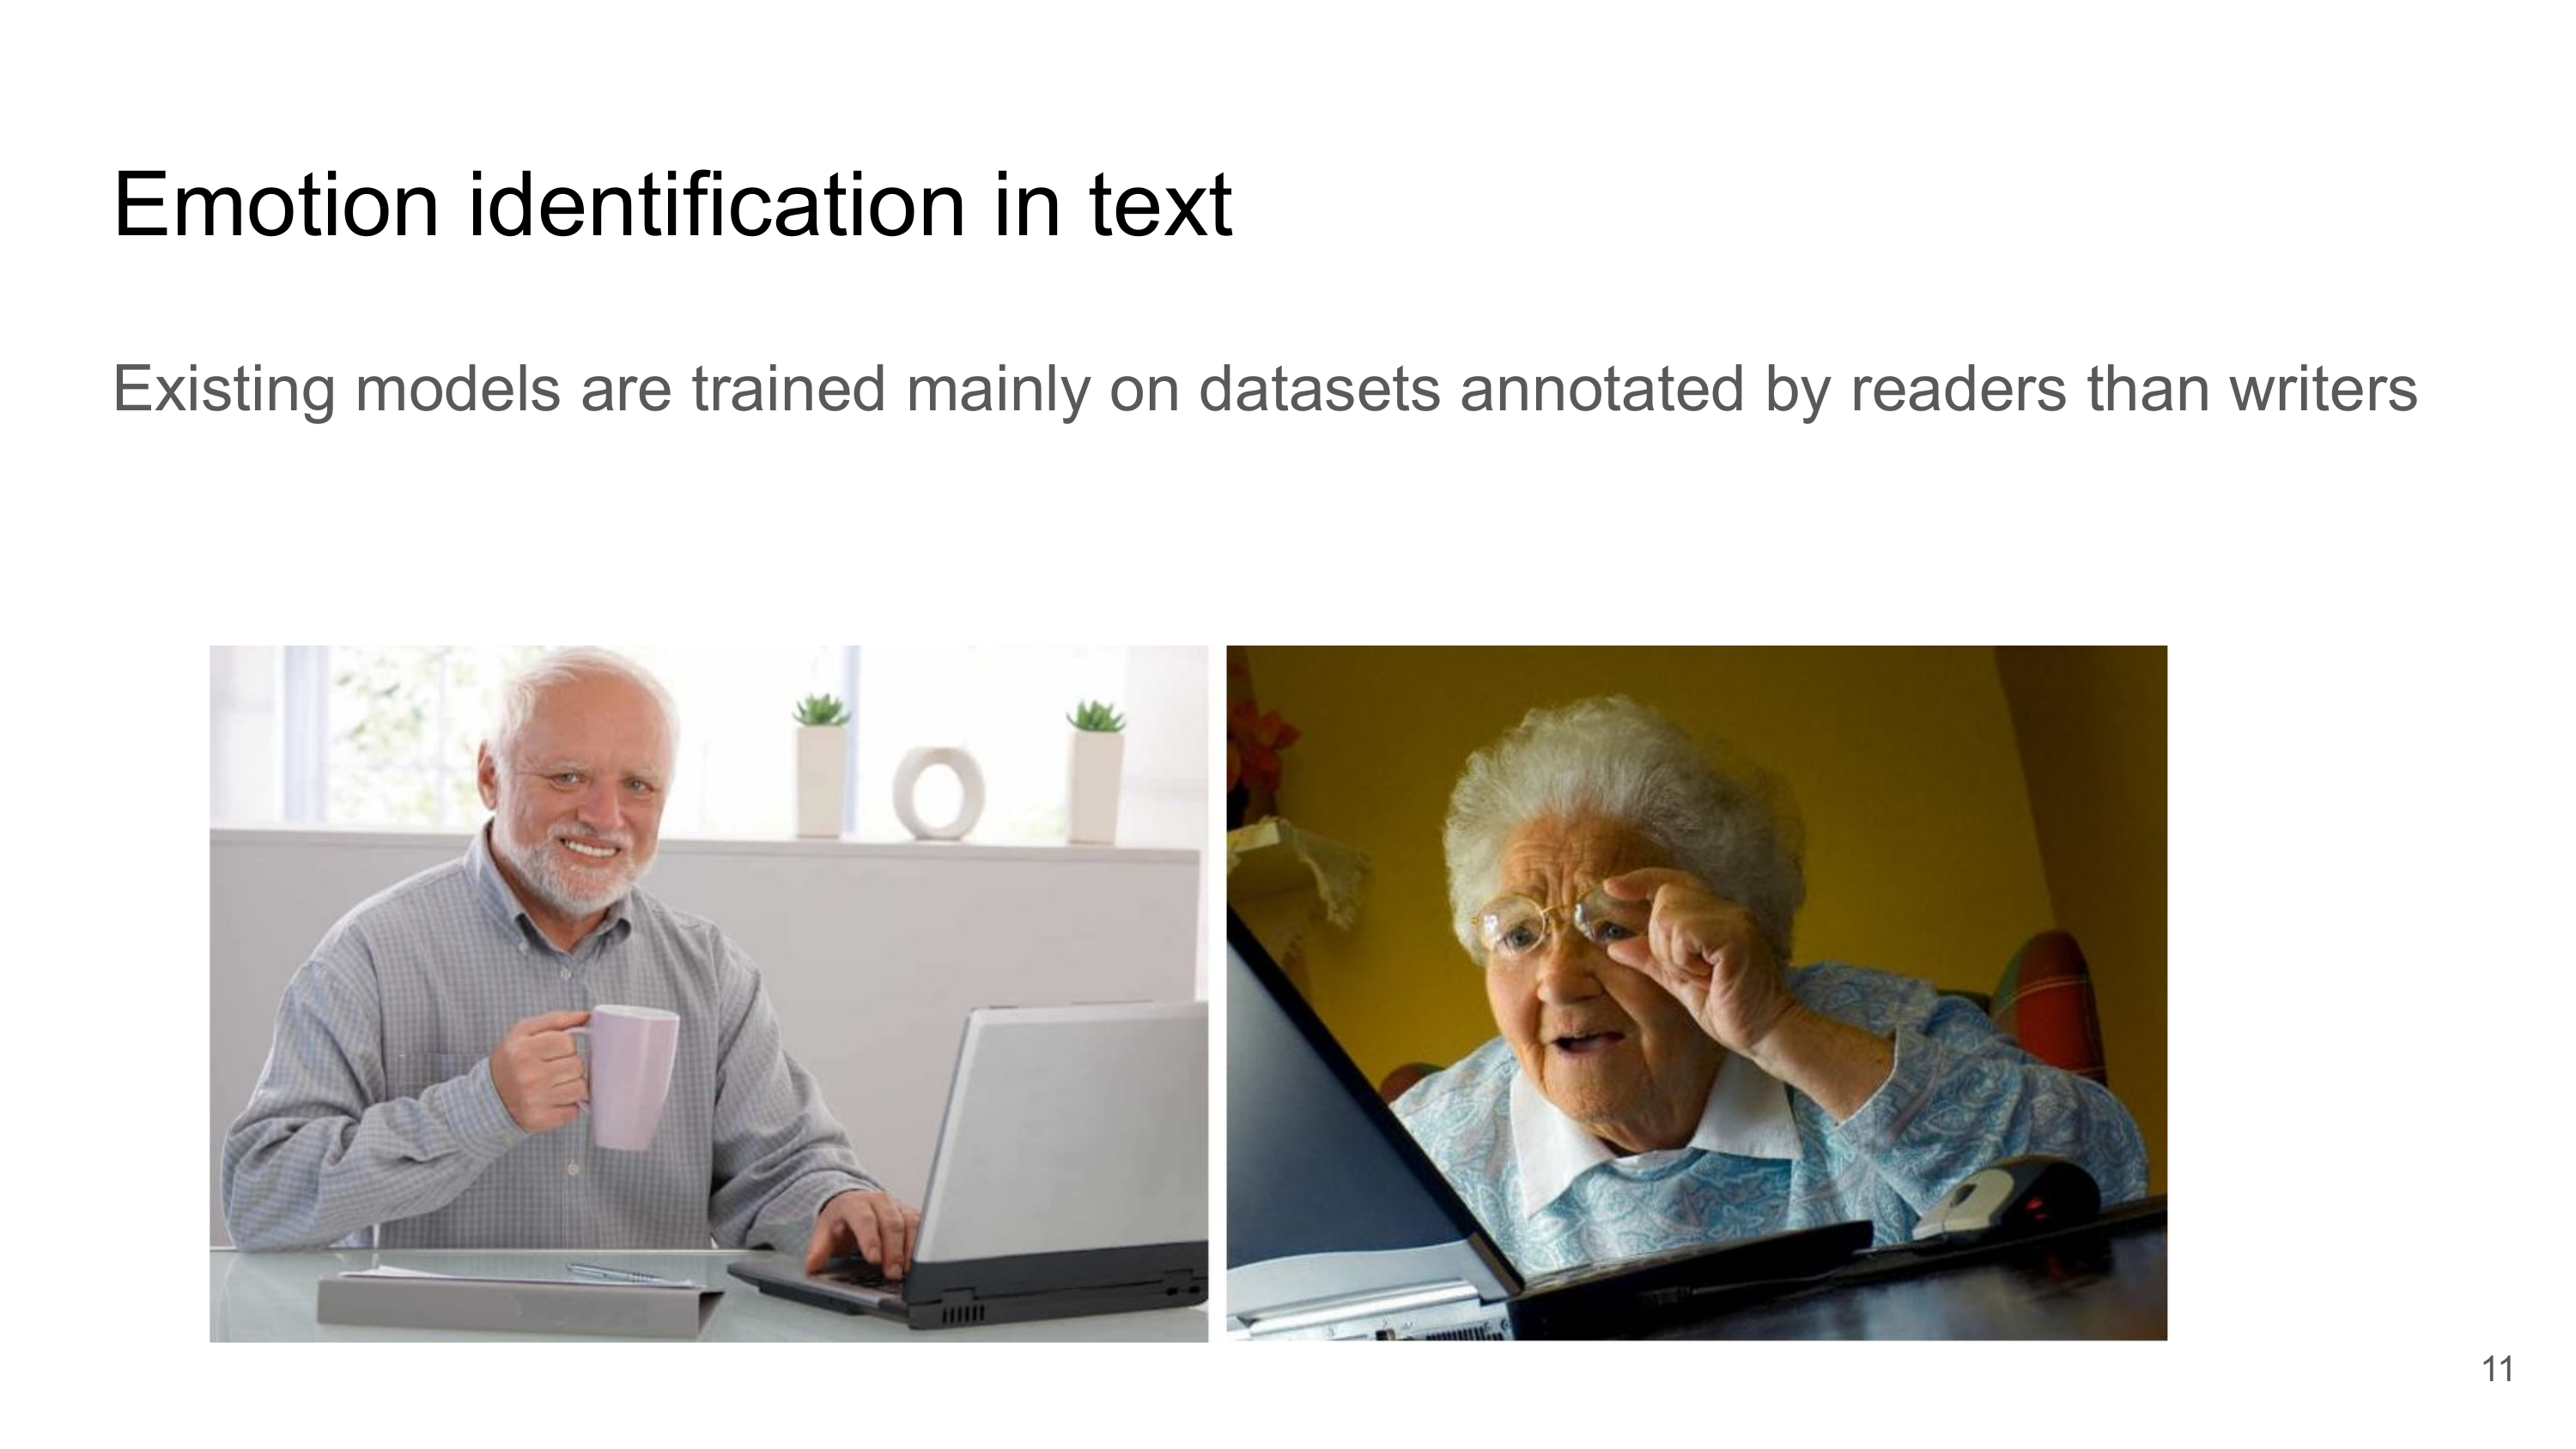 Emotion identification in text
Existing models are trained mainly on datasets annotated by readers than writers
11